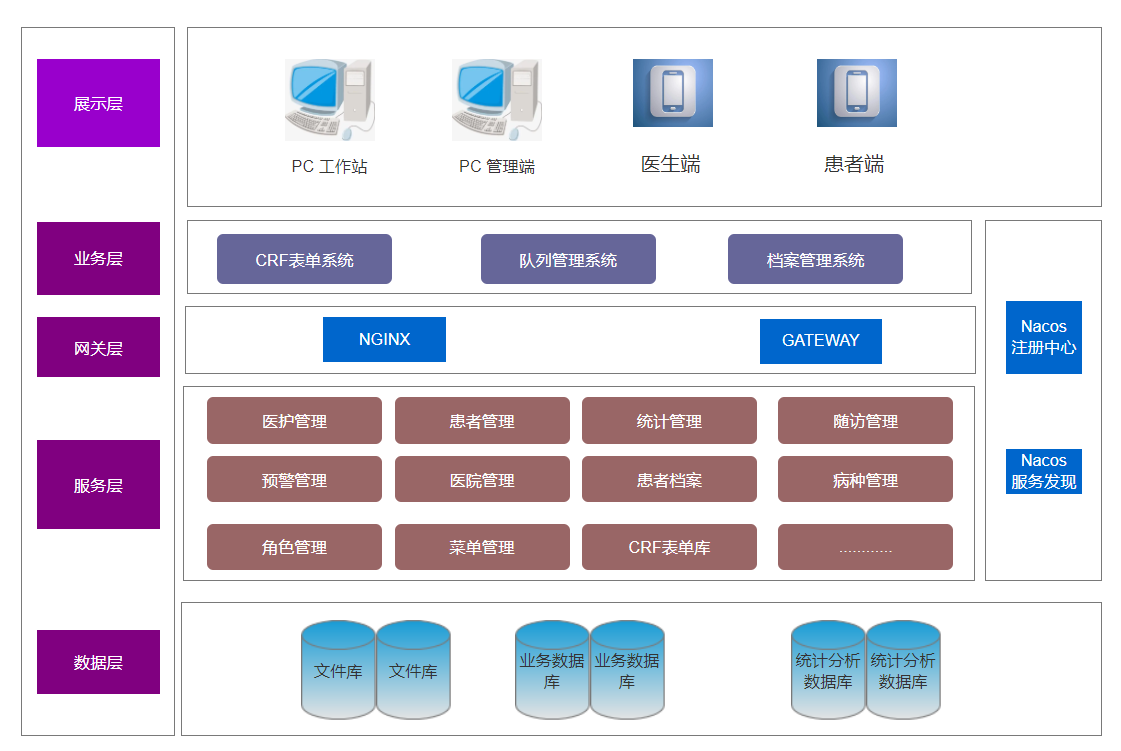 展示层
PC 工作站
PC 管理端
医生端
患者端
业务层
CRF表单系统
队列管理系统
档案管理系统
网关层
NGINX
GATEWAY
Nacos
注册中心
服务层
医护管理
患者管理
统计管理
随访管理
预警管理
医院管理
患者档案
病种管理
角色管理
菜单管理
CRF表单库
............
Nacos
服务发现
数据层
文件库
文件库
业务数据
库
业务数据
库
统计分析
数据库
统计分析
数据库